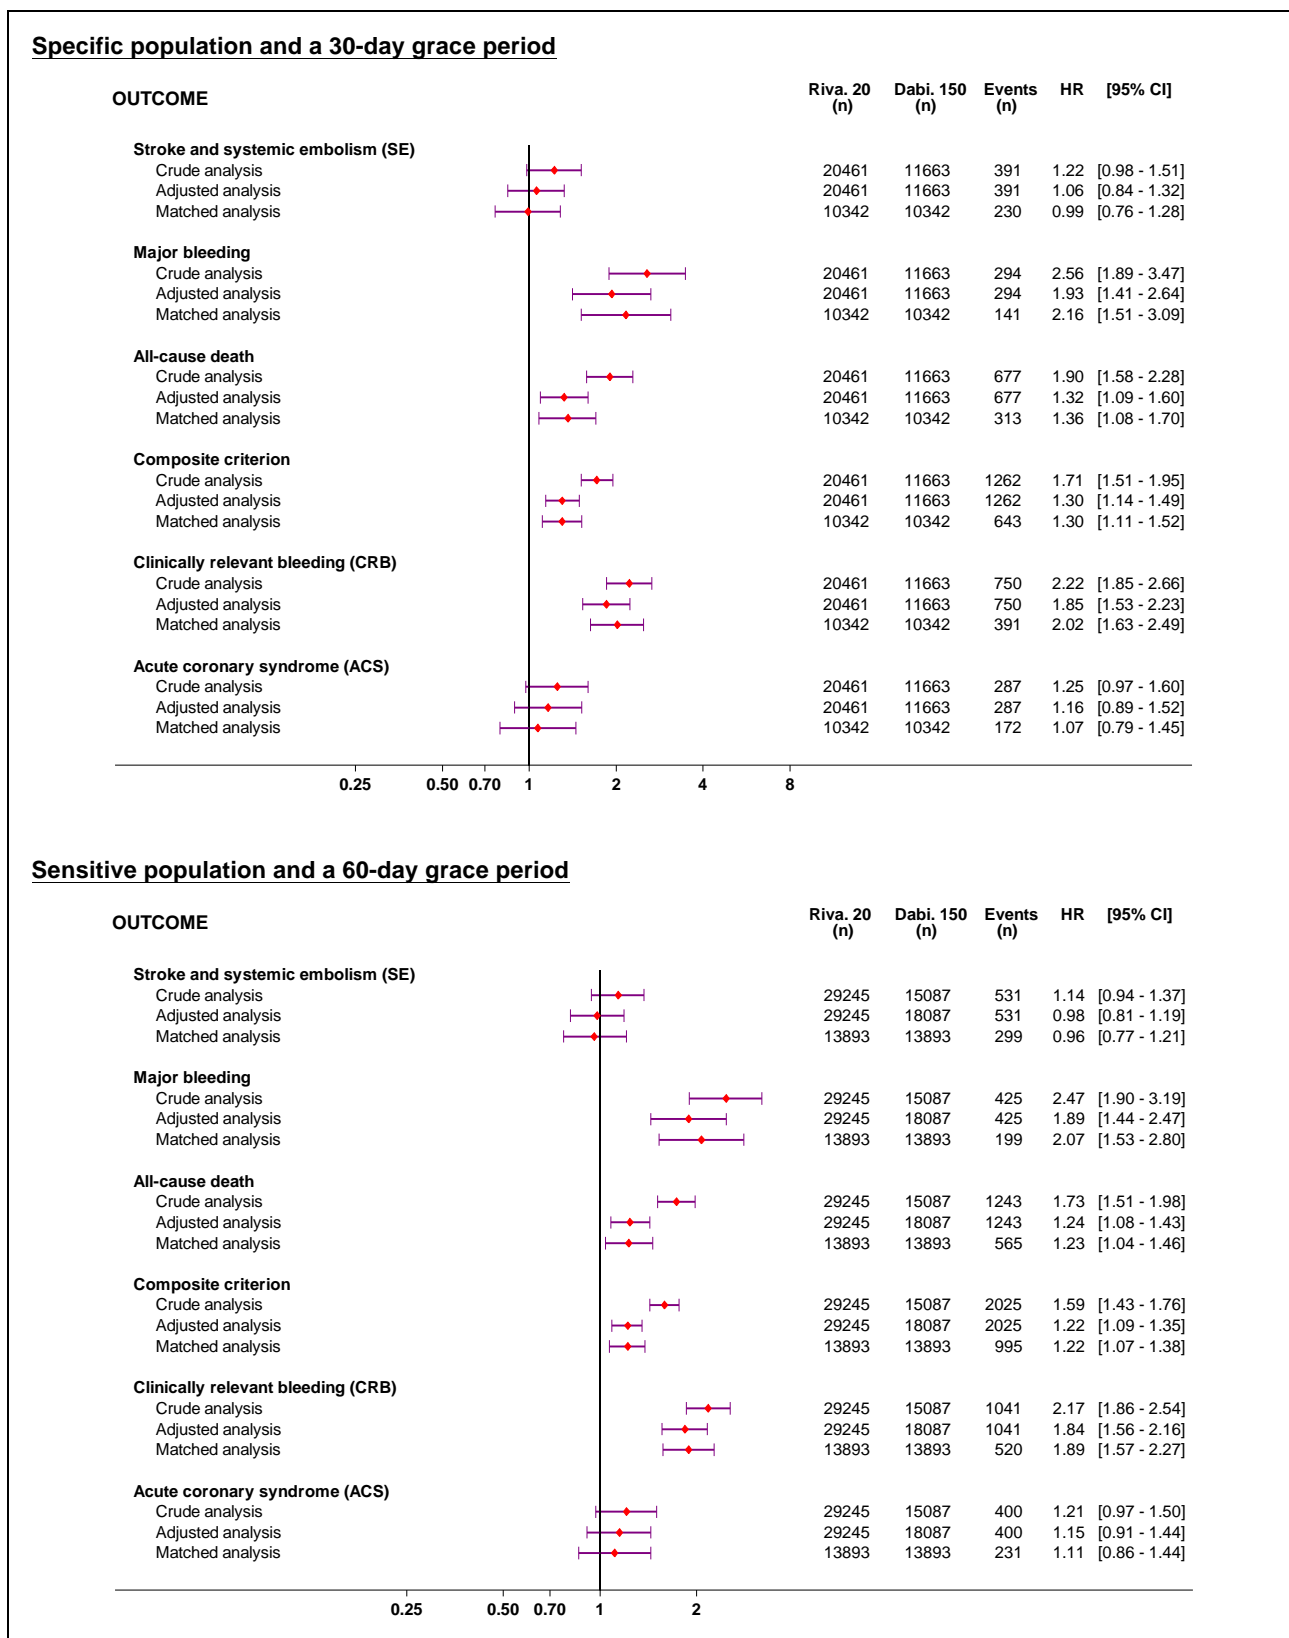 Specific population and a 30-day grace period
OUTCOME Riva. 20 (n) Dabi. 150 (n) Events (n) HR [95% CI]
Stroke and systemic embolism (SE)
Crude analysis 20461 11663 391 1.22 [0.98 - 1.51]
Adjusted analysis 20461 11663 391 1.06 [0.84 - 1.32]
Matched analysis 10342 10342 230 0.99 [0.76 - 1.28]
Major bleeding
Crude analysis 20461 11663 294 2.56 [1.89 - 3.47]
Adjusted analysis 20461 11663 294 1.93 [1.41 - 2.64]
Matched analysis 10342 10342 141 2.16 [1.51 - 3.09]
All-cause death
Crude analysis 20461 11663 677 1.90 [1.58 - 2.28]
Adjusted analysis 20461 11663 677 1.32 [1.09 - 1.60]
Matched analysis 10342 10342 313 1.36 [1.08 - 1.70]
Composite criterion
Crude analysis 20461 11663 1262 1.71 [1.51 - 1.95]
Adjusted analysis 20461 11663 1262 1.30 [1.14 - 1.49]
Matched analysis 10342 10342 643 1.30 [1.11 - 1.52]
Clinically relevant bleeding (CRB)
Crude analysis 20461 11663 750 2.22 [1.85 - 2.66]
Adjusted analysis 20461 11663 750 1.85 [1.53 - 2.23]
Matched analysis 10342 10342 391 2.02 [1.63 - 2.49]
Acute coronary syndrome (ACS)
Crude analysis 20461 11663 287 1.25 [0.97 - 1.60]
Adjusted analysis 20461 11663 287 1.16 [0.89 - 1.52]
Matched analysis 10342 10342 172 1.07 [0.79 - 1.45]
0.25 0.50 0.70 1 2 4 8
Sensitive population and a 60-day grace period
OUTCOME Riva. 20 (n) Dabi. 150 (n) Events (n) HR [95% CI]
Stroke and systemic embolism (SE)
Crude analysis 29245 15087 531 1.14 [0.94 - 1.37]
Adjusted analysis 29245 18087 531 0.98 [0.81 - 1.19]
Matched analysis 13893 13893 299 0.96 [0.77 - 1.21]
Major bleeding
Crude analysis 29245 15087 425 2.47 [1.90 - 3.19]
Adjusted analysis 29245 18087 425 1.89 [1.44 - 2.47]
Matched analysis 13893 13893 199 2.07 [1.53 - 2.80]
All-cause death
Crude analysis 29245 15087 1243 1.73 [1.51 - 1.98]
Adjusted analysis 29245 18087 1243 1.24 [1.08 - 1.43]
Matched analysis 13893 13893 565 1.23 [1.04 - 1.46]
Composite criterion
Crude analysis 29245 15087 2025 1.59 [1.43 - 1.76]
Adjusted analysis 29245 18087 2025 1.22 [1.09 - 1.35]
Matched analysis 13893 13893 995 1.22 [1.07 - 1.38]
Clinically relevant bleeding (CRB)
Crude analysis 29245 15087 1041 2.17 [1.86 - 2.54]
Adjusted analysis 29245 18087 1041 1.84 [1.56 - 2.16]
Matched analysis 13893 13893 520 1.89 [1.57 - 2.27]
Acute coronary syndrome (ACS)
Crude analysis 29245 15087 400 1.21 [0.97 - 1.50]
Adjusted analysis 29245 18087 400 1.15 [0.91 - 1.44]
Matched analysis 13893 13893 231 1.11 [0.86 - 1.44]
0.25 0.50 0.70 1 2